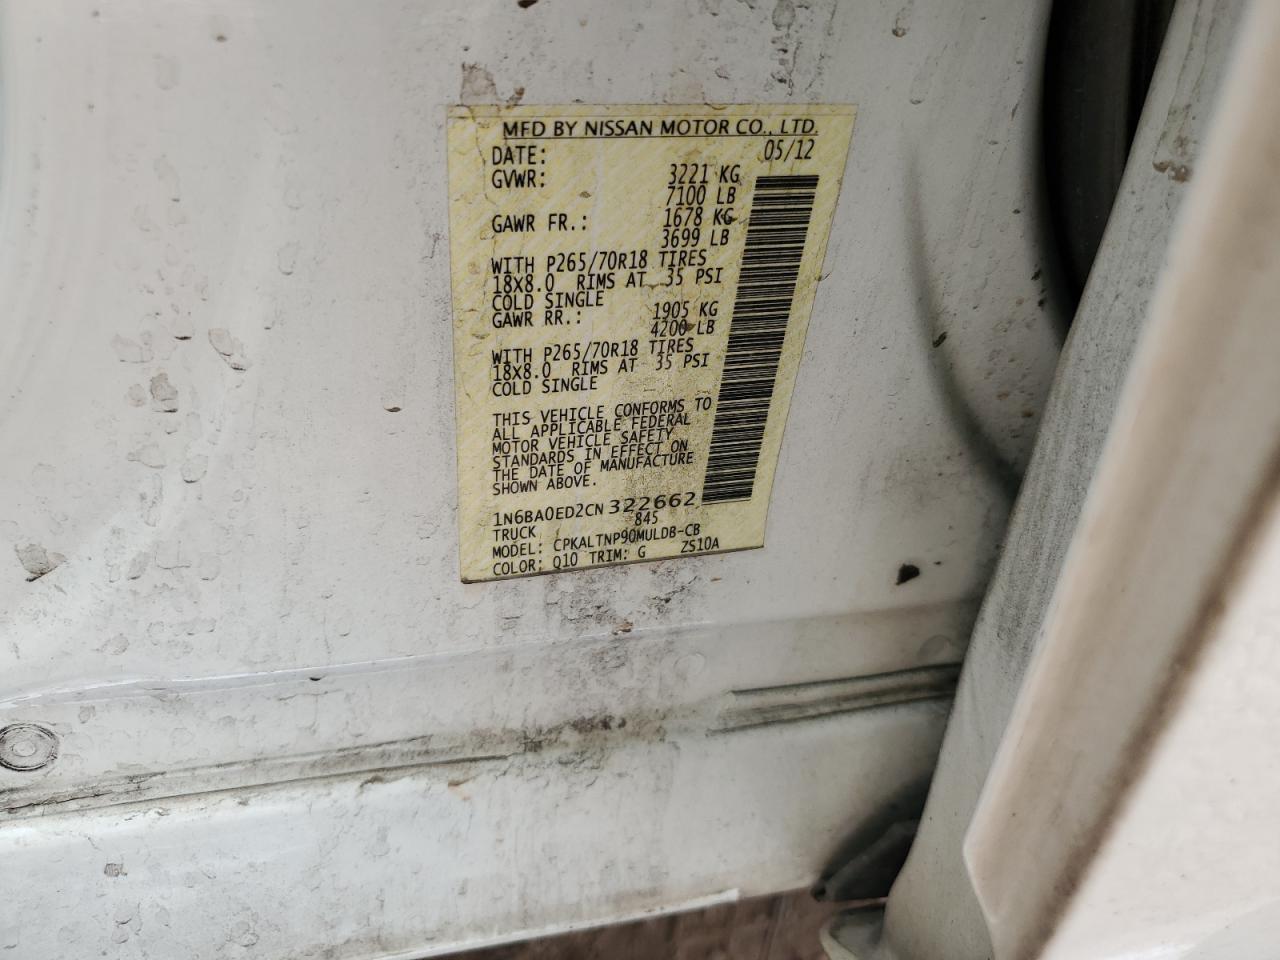 MFD BY NISSAN MOTOR CO., LTD.
DATE: 05/12
GVWR: 3221 KG
7100 LB
GAWR FR.: 1678 KG
3699 LB
WITH P265/70R18 TIRES
18X8.0 RIMS AT 35 PSI
COLD SINGLE
GAWR RR.: 1905 KG
4200 LB
WITH P265/70R18 TIRES
18X8.0 RIMS AT 35 PSI
COLD SINGLE
THIS VEHICLE CONFORMS TO
ALL APPLICABLE FEDERAL
MOTOR VEHICLE SAFETY
STANDARDS IN EFFECT ON
THE DATE OF MANUFACTURE
SHOWN ABOVE.
1N6BA0ED2CN322662
TRUCK 845
MODEL: CPKALTNP90MULDB-CB
COLOR: Q10 TRIM: G ZS10A